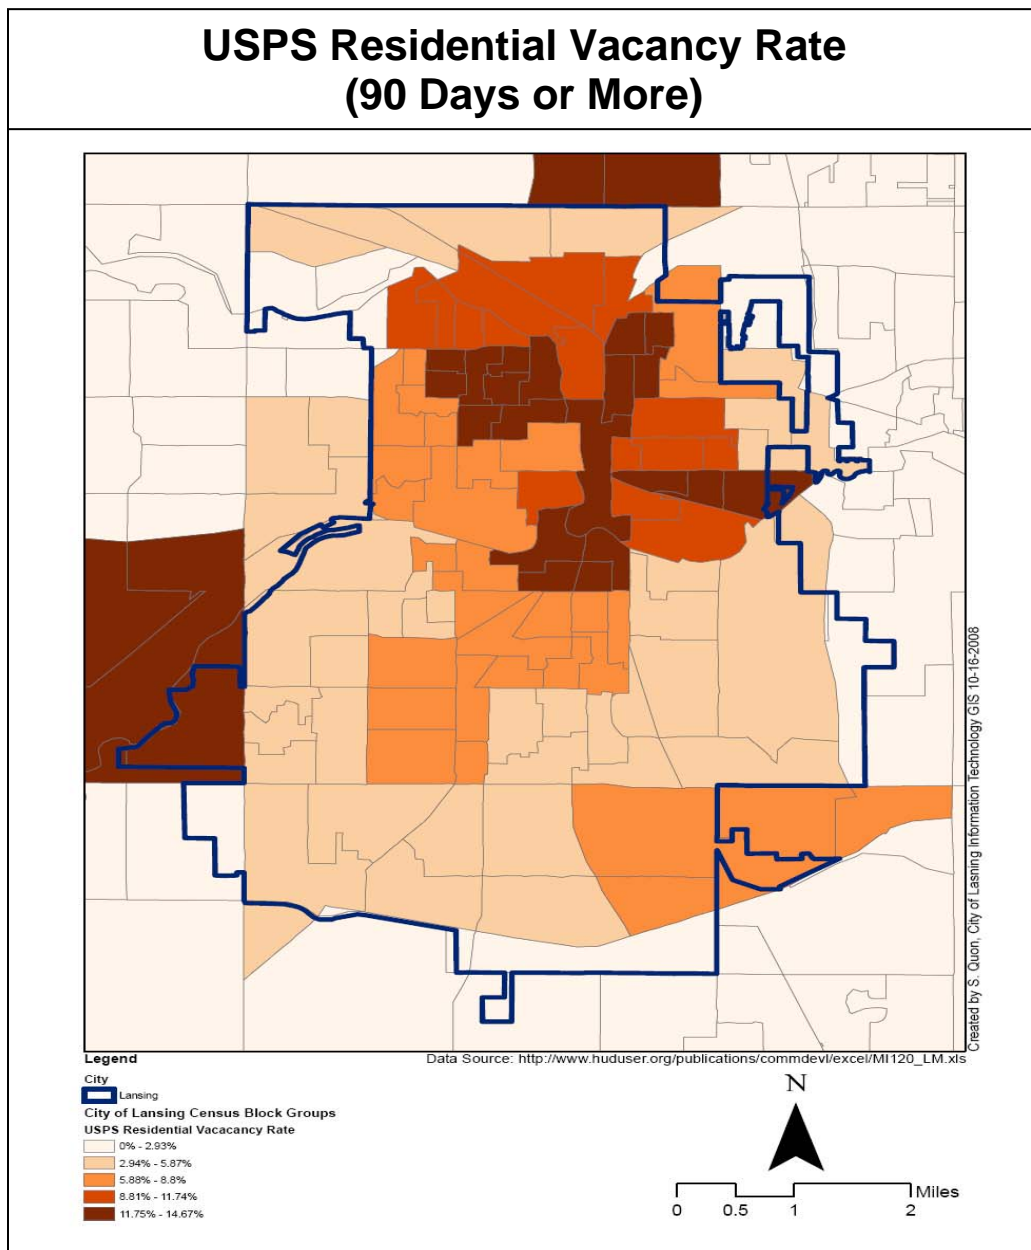 USPS Residential Vacancy Rate
(90 Days or More)
Created by S. Quon, City of Lasning Information Technology GIS 10-16-2008
Legend
Data Source: http://www.huduser.org/publications/commdevl/excel/MI120_LM.xls
City
Lansing
City of Lansing Census Block Groups
USPS Residential Vacacancy Rate
0% - 2.93%
2.94% - 5.87%
5.88% - 8.8%
8.81% - 11.74%
11.75% - 14.67%
N
Miles
0 0.5 1 2